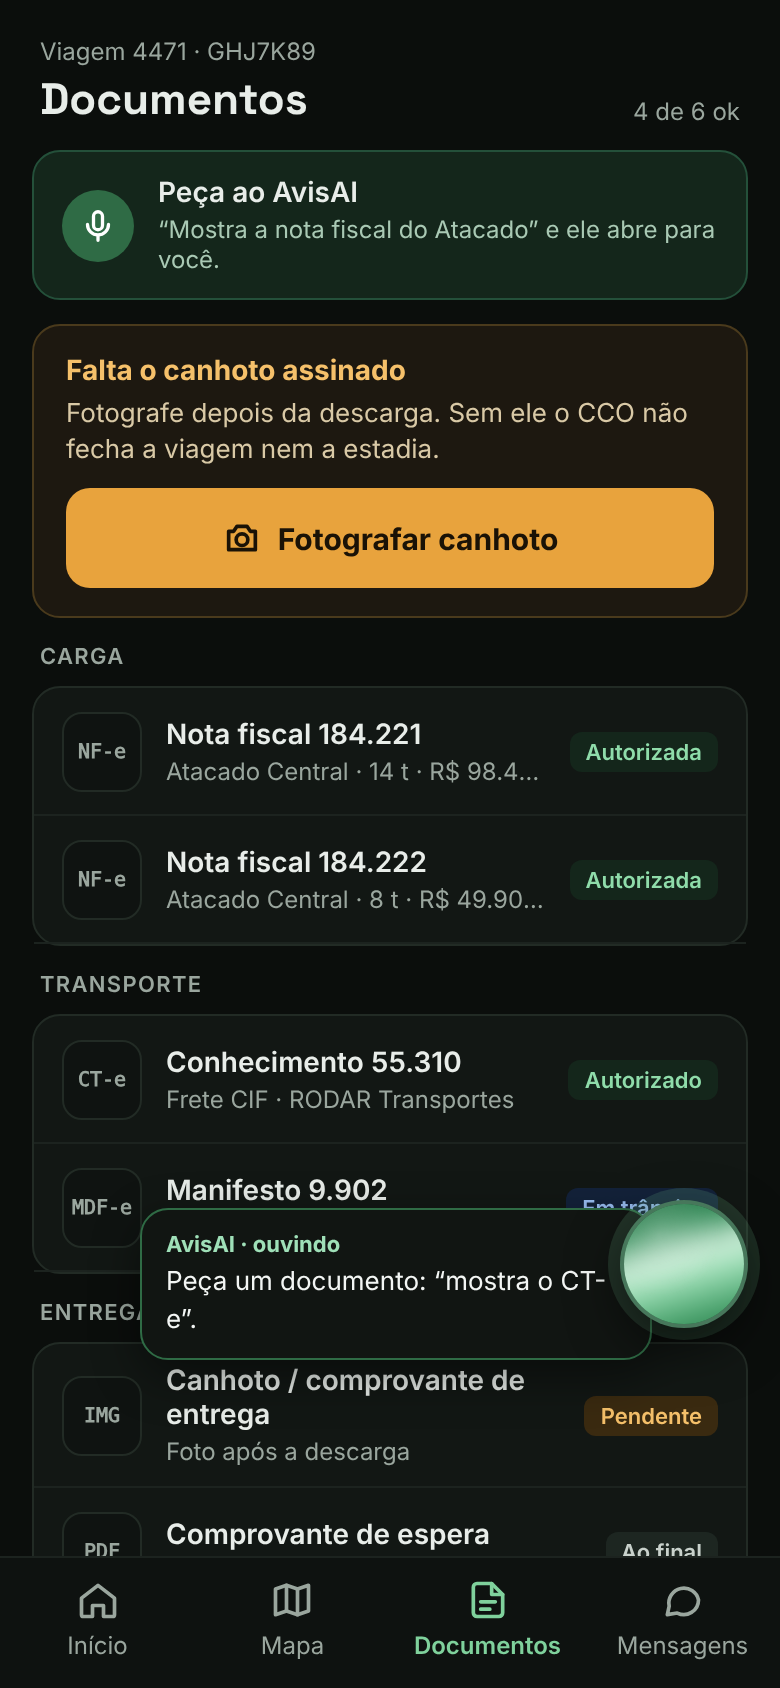 Viagem 4471 · GHJ7K89
Documentos
4 de 6 ok
Peça ao AvisAI
“Mostra a nota fiscal do Atacado” e ele abre para
você.
Falta o canhoto assinado
Fotografe depois da descarga. Sem ele o CCO não
fecha a viagem nem a estadia.
Fotografar canhoto
CARGA
NF-e
Nota fiscal 184.221
Atacado Central · 14 t · R$ 98.4...
Autorizada
NF-e
Nota fiscal 184.222
Atacado Central · 8 t · R$ 49.90...
Autorizada
TRANSPORTE
CT-e
Conhecimento 55.310
Frete CIF · RODAR Transportes
Autorizado
MDF-e
Manifesto 9.902
Em
AvisAI · ouvindo
Peça um documento: “mostra o CT-
e”.
ENTREGA
IMG
Canhoto / comprovante de
entrega
Foto após a descarga
Pendente
PDF
Comprovante de espera
Ao final
Início
Mapa
Documentos
Mensagens